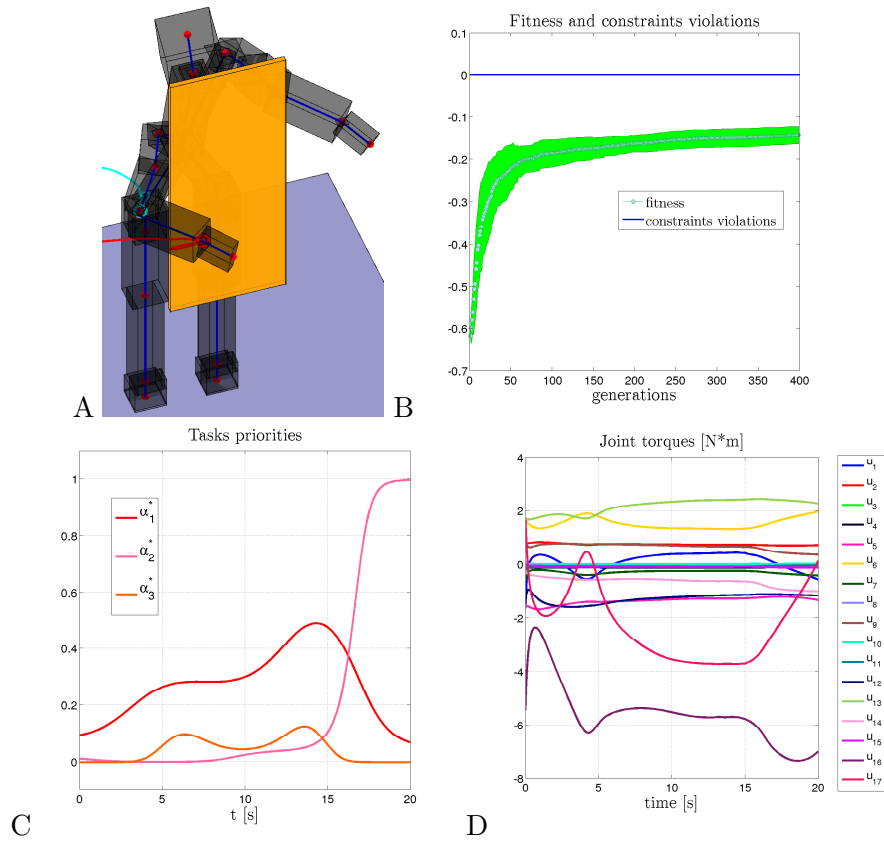 A
B
Fitness and constraints violations
0.1
0
-0.1
-0.2
-0.3
-0.4
-0.5
-0.6
-0.7
fitness
constraints violations
0 50 100 150 200 250 300 350 400
generations
Tasks priorities
1
0.8
0.6
0.4
0.2
0
α*1
α*2
α*3
0 5 10 15 20
t [s]
C
Joint torques [N*m]
4
2
0
-2
-4
-6
-8
0 5 10 15 20
time [s]
D
u1
u2
u3
u4
u5
u6
u7
u8
u9
u10
u11
u12
u13
u14
u15
u16
u17